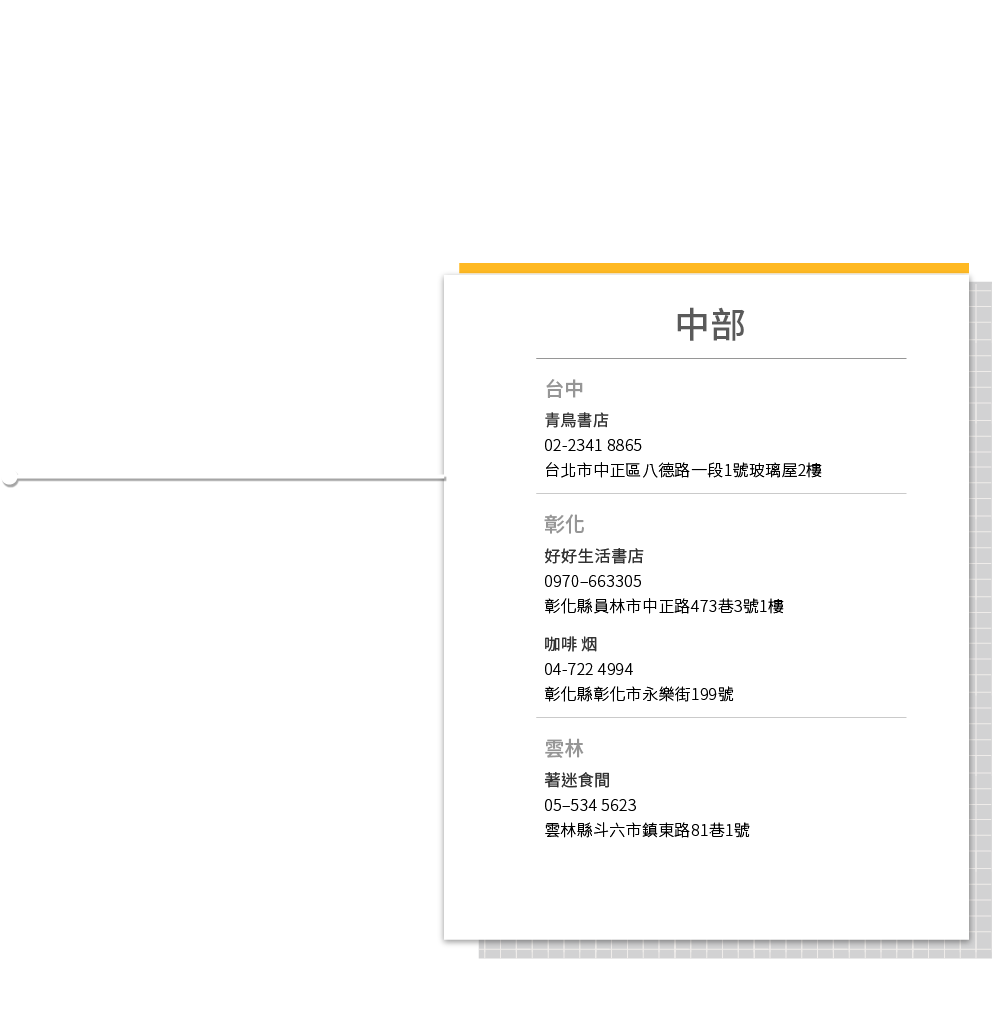 中部
台中
青鳥書店
02-2341 8865
台北市中正區八德路一段1號玻璃屋2樓
彰化
好好生活書店
0970–663305
彰化縣員林市中正路473巷3號1樓
咖啡 烟
04-722 4994
彰化縣彰化市永樂街199號
雲林
著迷食間
05–534 5623
雲林縣斗六市鎮東路81巷1號